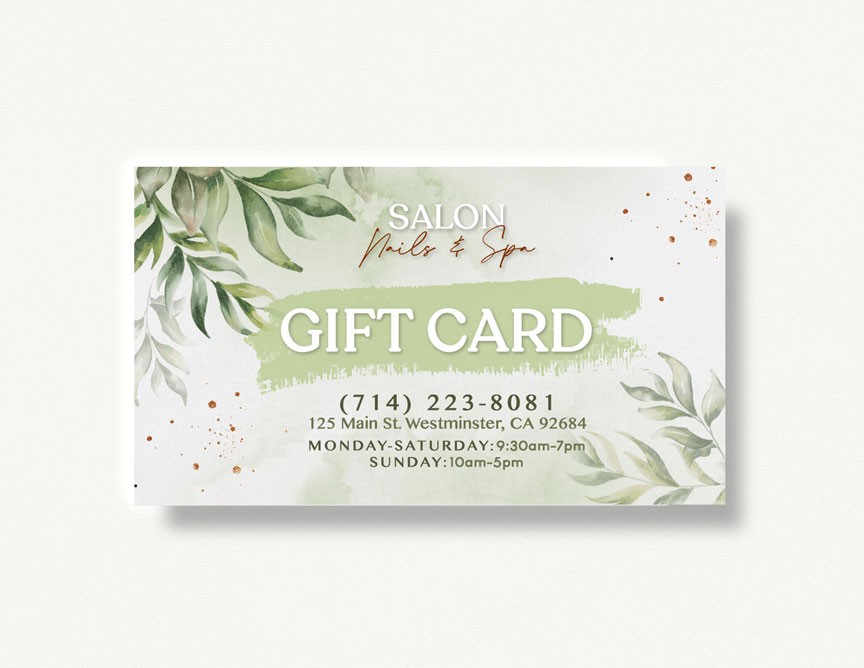 SALON
Nails & Spa
GIFT CARD
(714) 223-8081
125 Main St. Westminster, CA 92684
MONDAY-SATURDAY: 9:30am-7pm
SUNDAY: 10am-5pm